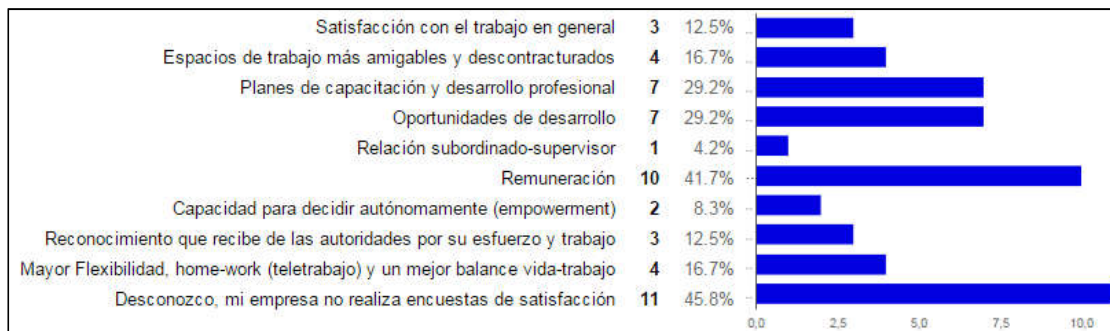 Satisfacción con el trabajo en general 3 12.5%
Espacios de trabajo más amigables y descontracturados 4 16.7%
Planes de capacitación y desarrollo profesional 7 29.2%
Oportunidades de desarrollo 7 29.2%
Relación subordinado-supervisor 1 4.2%
Remuneración 10 41.7%
Capacidad para decidir autónomamente (empowerment) 2 8.3%
Reconocimiento que recibe de las autoridades por su esfuerzo y trabajo 3 12.5%
Mayor Flexibilidad, home-work (teletrabajo) y un mejor balance vida-trabajo 4 16.7%
Desconozco, mi empresa no realiza encuestas de satisfacción 11 45.8%
0,0 2,5 5,0 7,5 10,0